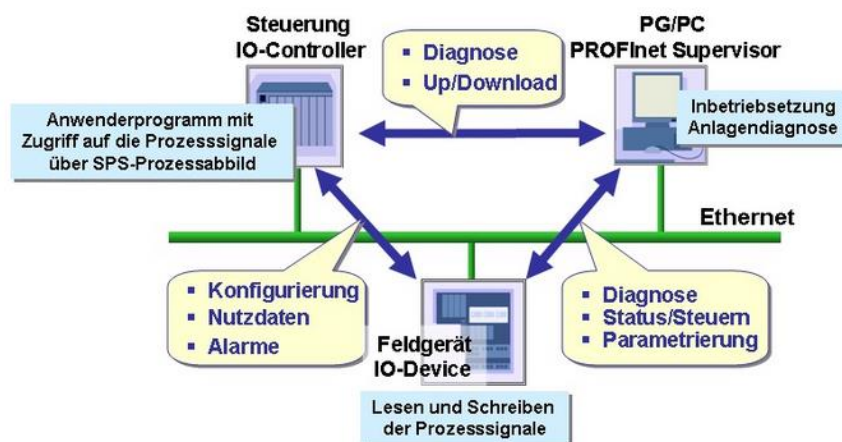 Steuerung
IO-Controller
PG/PC
PROFInet Supervisor
▪ Diagnose
▪ Up/Download
Anwenderprogramm mit
Zugriff auf die Prozesssignale
über SPS-Prozessabbild
Inbetriebsetzung
Anlagendiagnose
Ethernet
▪ Konfigurierung
▪ Nutzdaten
▪ Alarme
▪ Diagnose
▪ Status/Steuern
▪ Parametrierung
Feldgerät
IO-Device
Lesen und Schreiben
der Prozesssignale